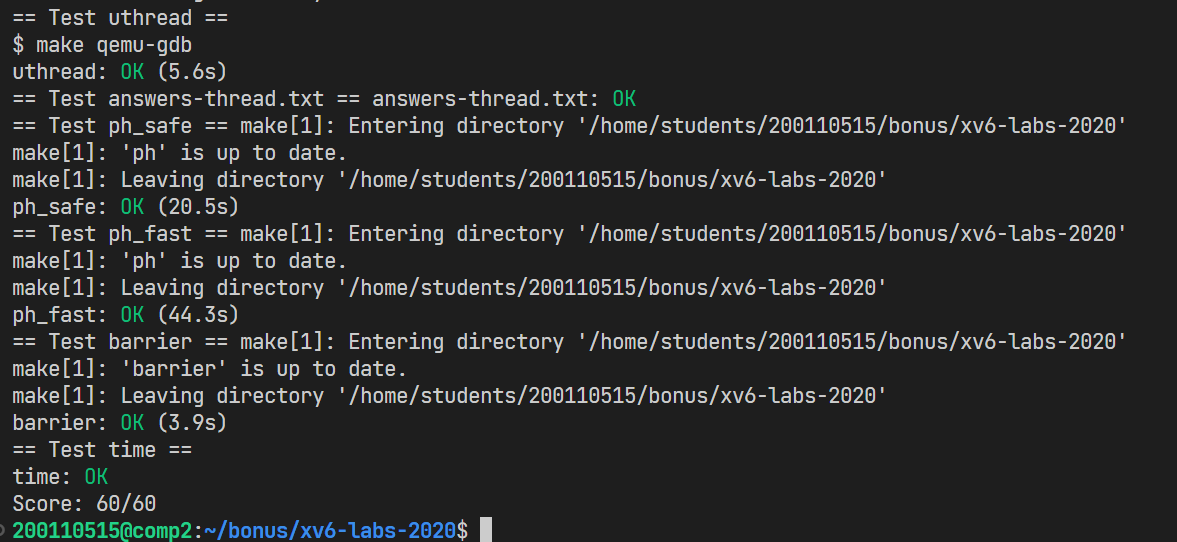 == Test uthread ==
$ make qemu-gdb
uthread: OK (5.6s)
== Test answers-thread.txt == answers-thread.txt: OK
== Test ph_safe == make[1]: Entering directory '/home/students/200110515/bonus/xv6-labs-2020'
make[1]: 'ph' is up to date.
make[1]: Leaving directory '/home/students/200110515/bonus/xv6-labs-2020'
ph_safe: OK (20.5s)
== Test ph_fast == make[1]: Entering directory '/home/students/200110515/bonus/xv6-labs-2020'
make[1]: 'ph' is up to date.
make[1]: Leaving directory '/home/students/200110515/bonus/xv6-labs-2020'
ph_fast: OK (44.3s)
== Test barrier == make[1]: Entering directory '/home/students/200110515/bonus/xv6-labs-2020'
make[1]: 'barrier' is up to date.
make[1]: Leaving directory '/home/students/200110515/bonus/xv6-labs-2020'
barrier: OK (3.9s)
== Test time ==
time: OK
Score: 60/60
200110515@comp2:~/bonus/xv6-labs-2020$